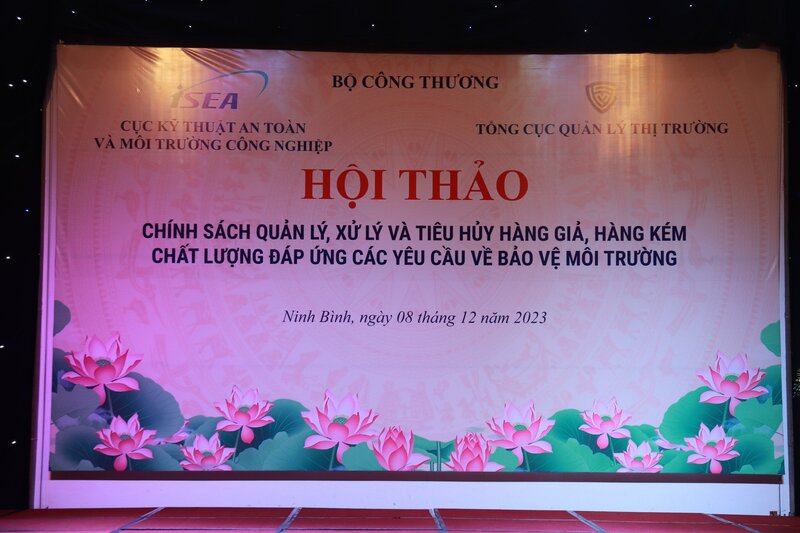 BỘ CÔNG THƯƠNG
iSEA
CỤC KỸ THUẬT AN TOÀN
VÀ MÔI TRƯỜNG CÔNG NGHIỆP
TỔNG CỤC QUẢN LÝ THỊ TRƯỜNG
HỘI THẢO
CHÍNH SÁCH QUẢN LÝ, XỬ LÝ VÀ TIÊU HỦY HÀNG GIẢ, HÀNG KÉM
CHẤT LƯỢNG ĐÁP ỨNG CÁC YÊU CẦU VỀ BẢO VỆ MÔI TRƯỜNG
Ninh Bình, ngày 08 tháng 12 năm 2023